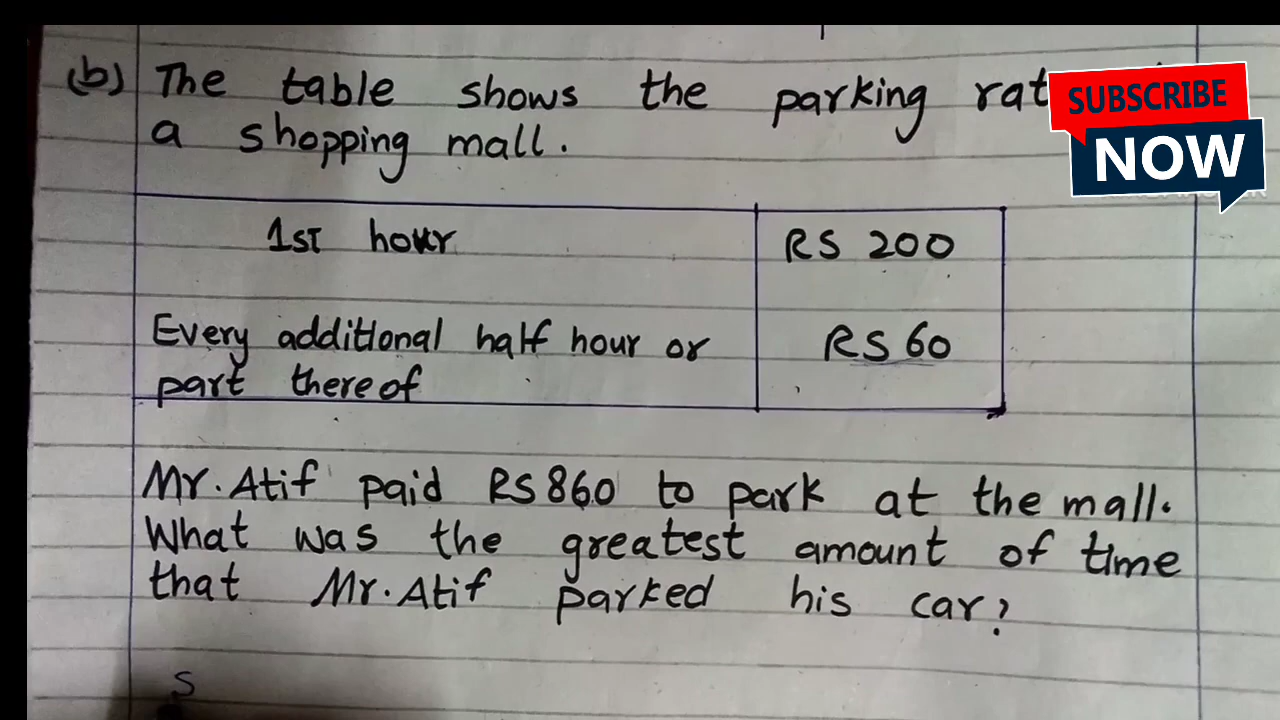 (b) The table shows the parking rat
a shopping mall.
SUBSCRIBE
NOW
1st hour RS 200
Every additional half hour or RS 60
part thereof
Mr. Atif paid RS 860 to park at the mall.
What was the greatest amount of time
that Mr. Atif parked his car?
S